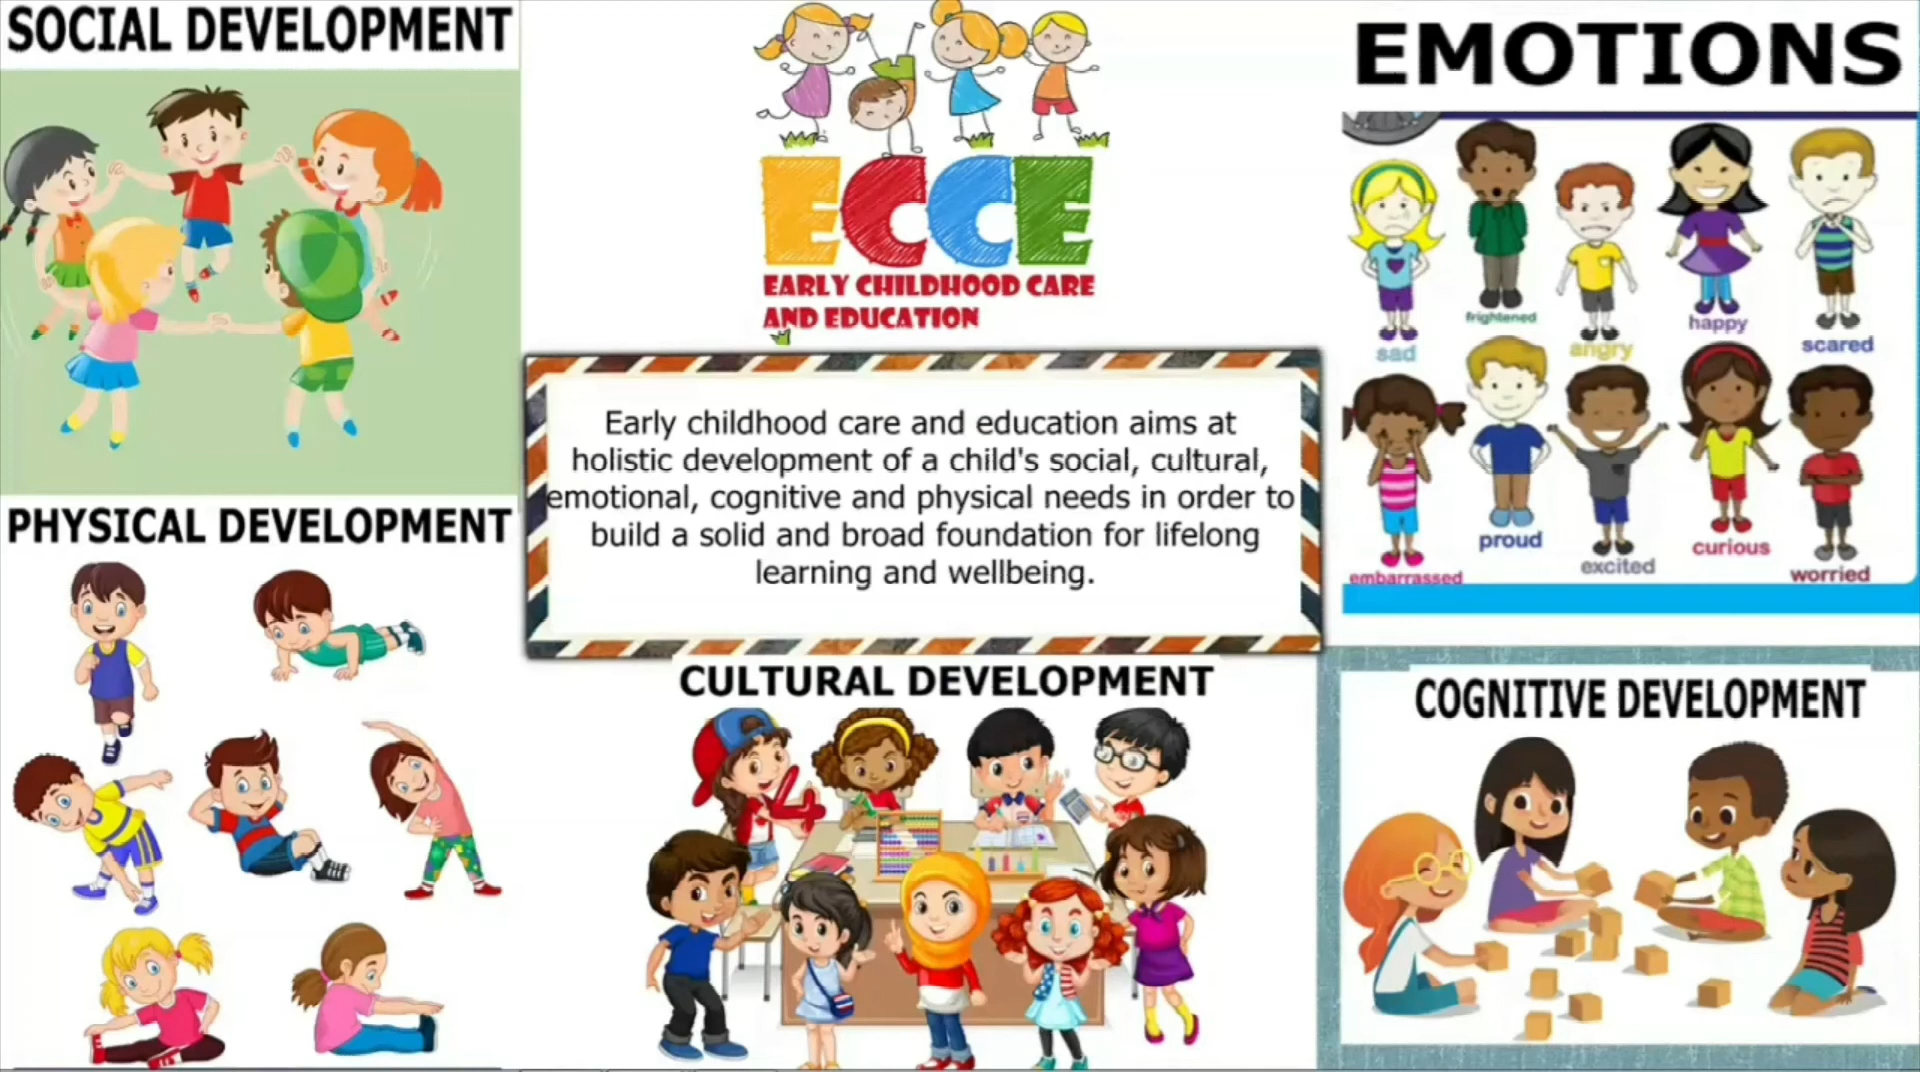 SOCIAL DEVELOPMENT
ECCE
EARLY CHILDHOOD CARE
AND EDUCATION
EMOTIONS
sad
frightened
angry
happy
scared
embarrassed
proud
excited
curious
worried
Early childhood care and education aims at
holistic development of a child's social, cultural,
emotional, cognitive and physical needs in order to
build a solid and broad foundation for lifelong
learning and wellbeing.
PHYSICAL DEVELOPMENT
CULTURAL DEVELOPMENT
COGNITIVE DEVELOPMENT